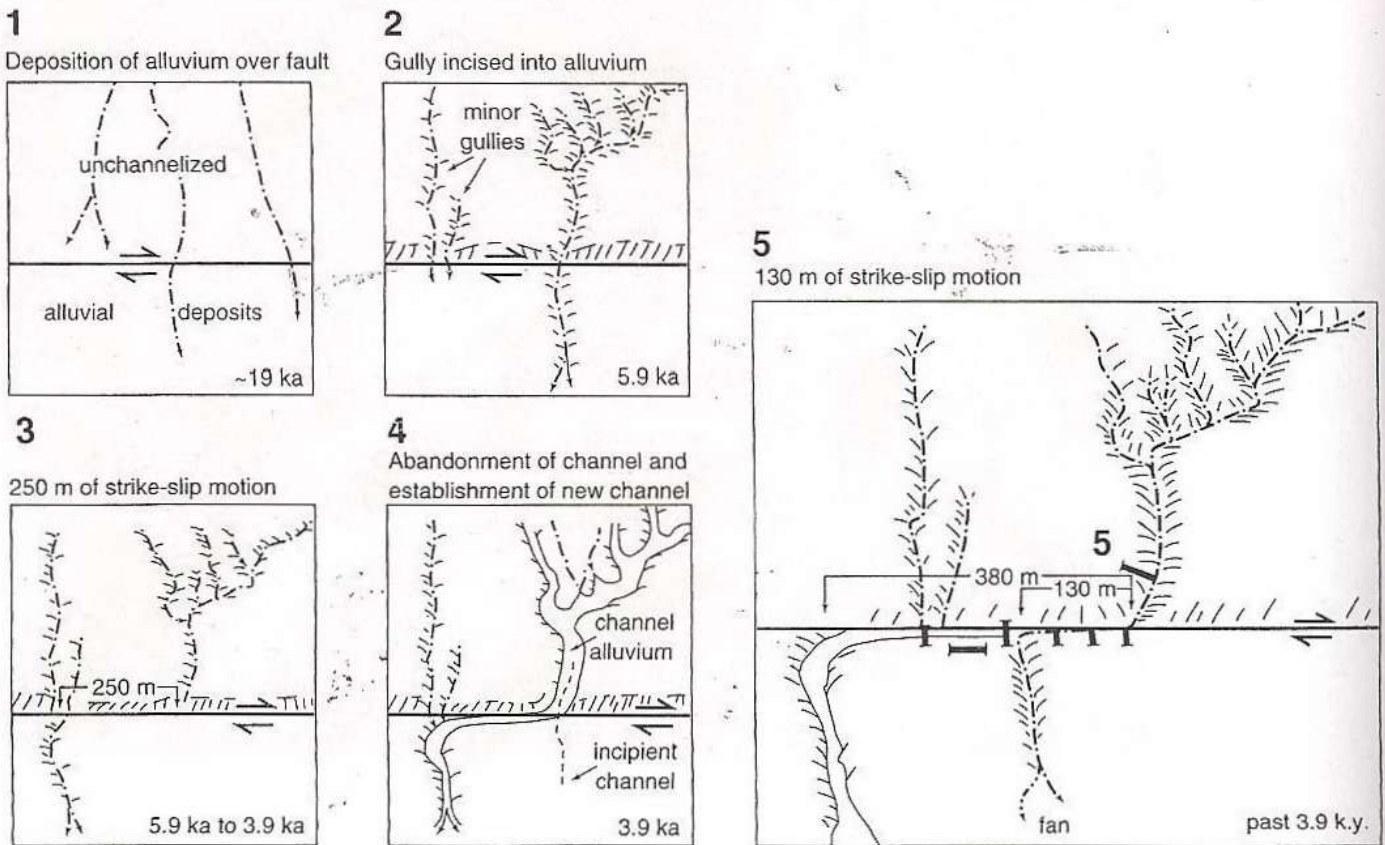 1
Deposition of alluvium over fault
unchannelized
alluvial deposits
~19 ka
2
Gully incised into alluvium
minor
gullies
5.9 ka
3
250 m of strike-slip motion
250 m
5.9 ka to 3.9 ka
4
Abandonment of channel and
establishment of new channel
channel
alluvium
incipient
channel
3.9 ka
5
130 m of strike-slip motion
5
380 m
130 m
fan
past 3.9 k.y.